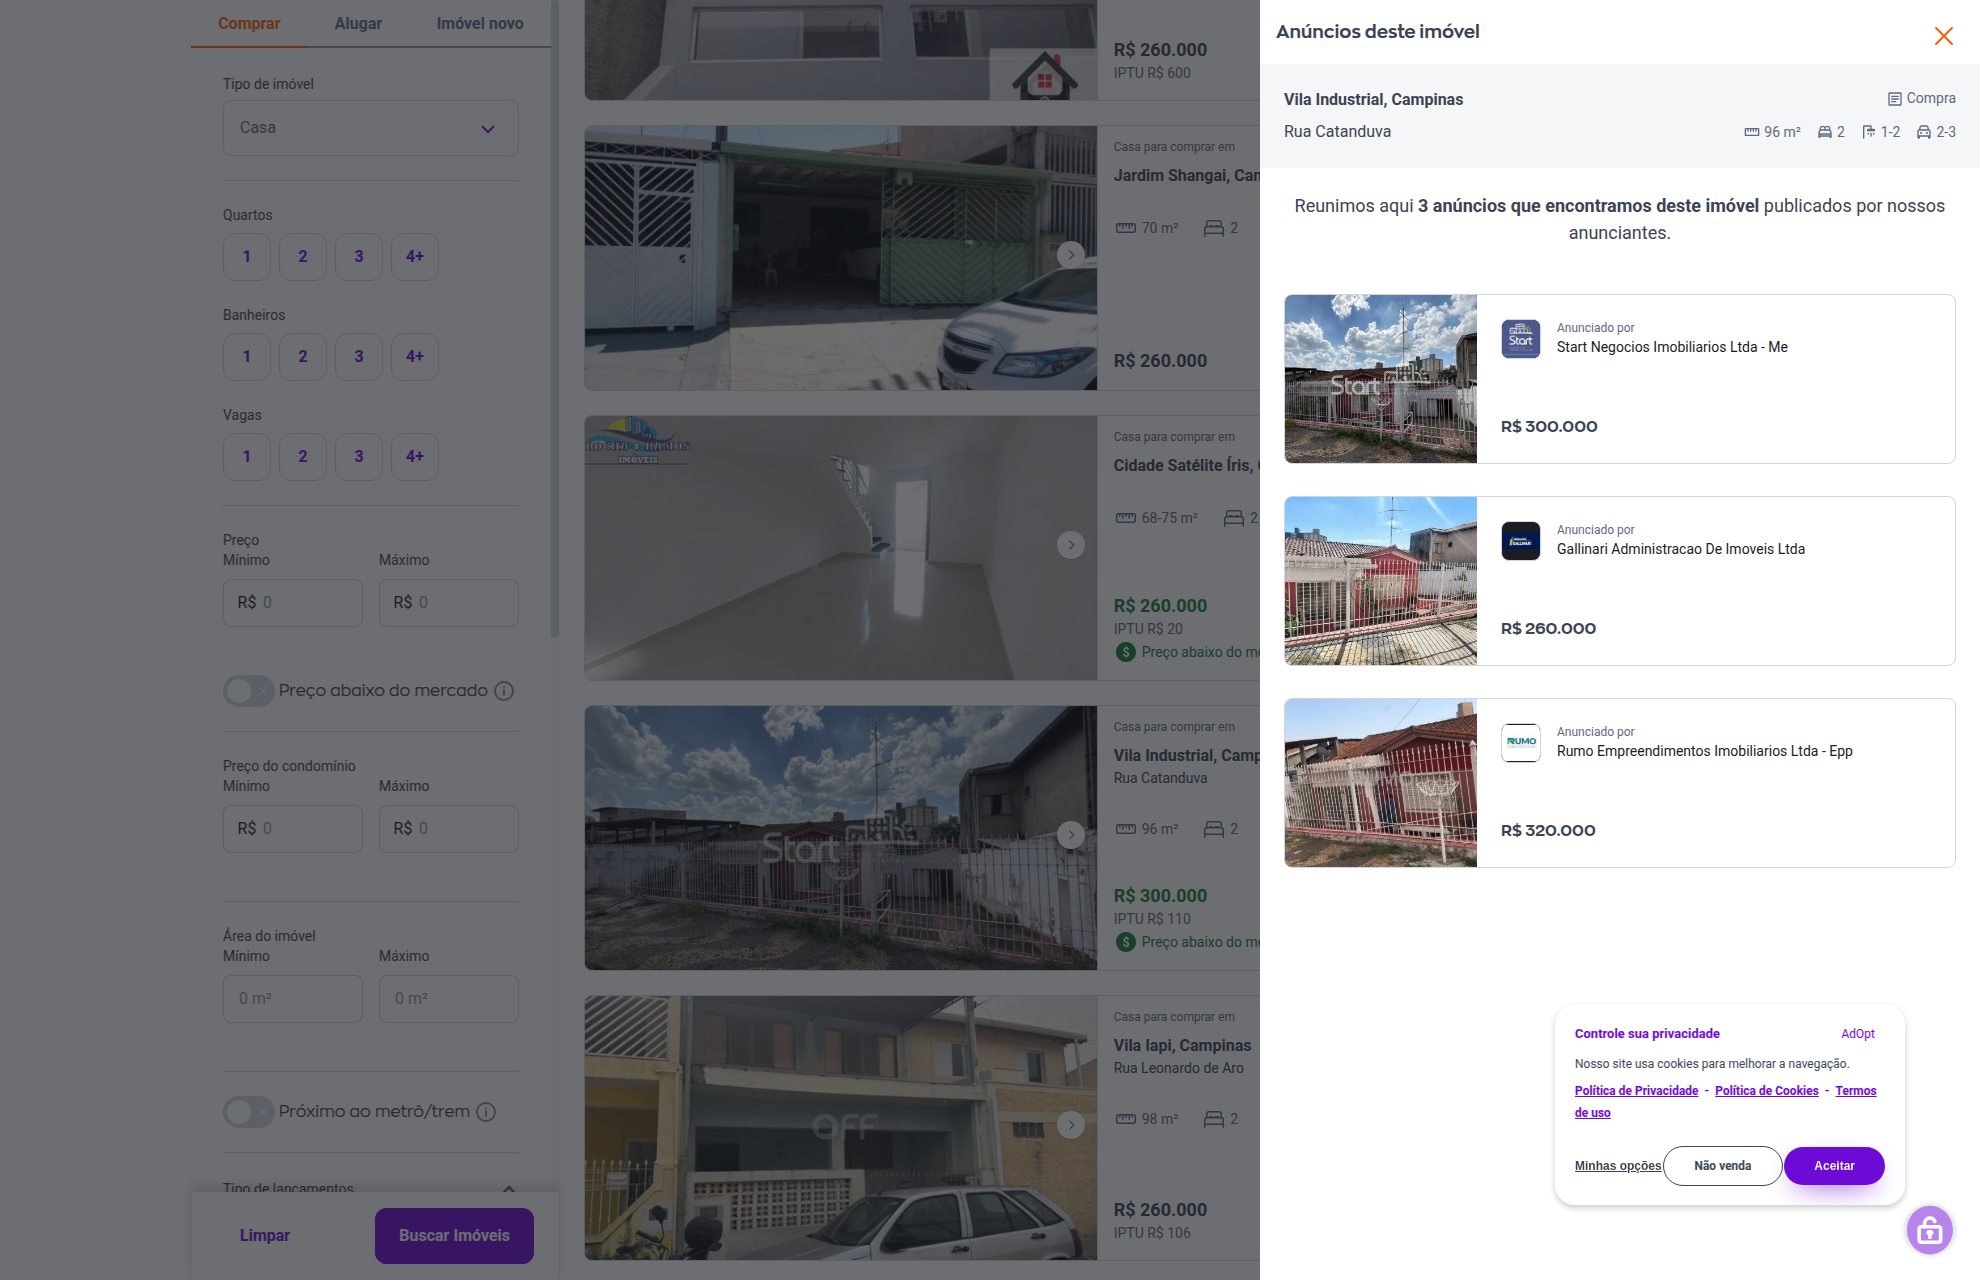 Comprar
Alugar
Imóvel novo
Tipo de imóvel
Casa
Quartos
1
2
3
4+
Banheiros
1
2
3
4+
Vagas
1
2
3
4+
Preço
Mínimo
Máximo
R$ 0
R$ 0
Preço abaixo do mercado
Preço do condomínio
Mínimo
Máximo
R$ 0
R$ 0
Área do imóvel
Mínimo
Máximo
0 m²
0 m²
Próximo ao metrô/trem
Tipo de lançamentos
Limpar
Buscar Imóveis
R$ 260.000
IPTU R$ 600
Casa para comprar em
Jardim Shangai, Cam
70 m²
2
R$ 260.000
ROCHA & RAMOS
IMÓVEIS
Casa para comprar em
Cidade Satélite Íris,
68-75 m²
2
R$ 260.000
IPTU R$ 20
Preço abaixo do me
Start
Casa para comprar em
Vila Industrial, Camp
Rua Catanduva
96 m²
2
R$ 300.000
IPTU R$ 110
Preço abaixo do me
OFF
Casa para comprar em
Vila Iapi, Campinas
Rua Leonardo de Aro
98 m²
2
R$ 260.000
IPTU R$ 106
Anúncios deste imóvel
Vila Industrial, Campinas
Compra
Rua Catanduva
96 m²
2
1-2
2-3
Reunimos aqui 3 anúncios que encontramos deste imóvel publicados por nossos
anunciantes.
Start
Start
Anunciado por
Start Negocios Imobiliarios Ltda - Me
R$ 300.000
GALLINARI
Anunciado por
Gallinari Administracao De Imoveis Ltda
R$ 260.000
RUMO
Anunciado por
Rumo Empreendimentos Imobiliarios Ltda - Epp
R$ 320.000
Controle sua privacidade
AdOpt
Nosso site usa cookies para melhorar a navegação.
Política de Privacidade - Política de Cookies - Termos
de uso
Minhas opções
Não venda
Aceitar